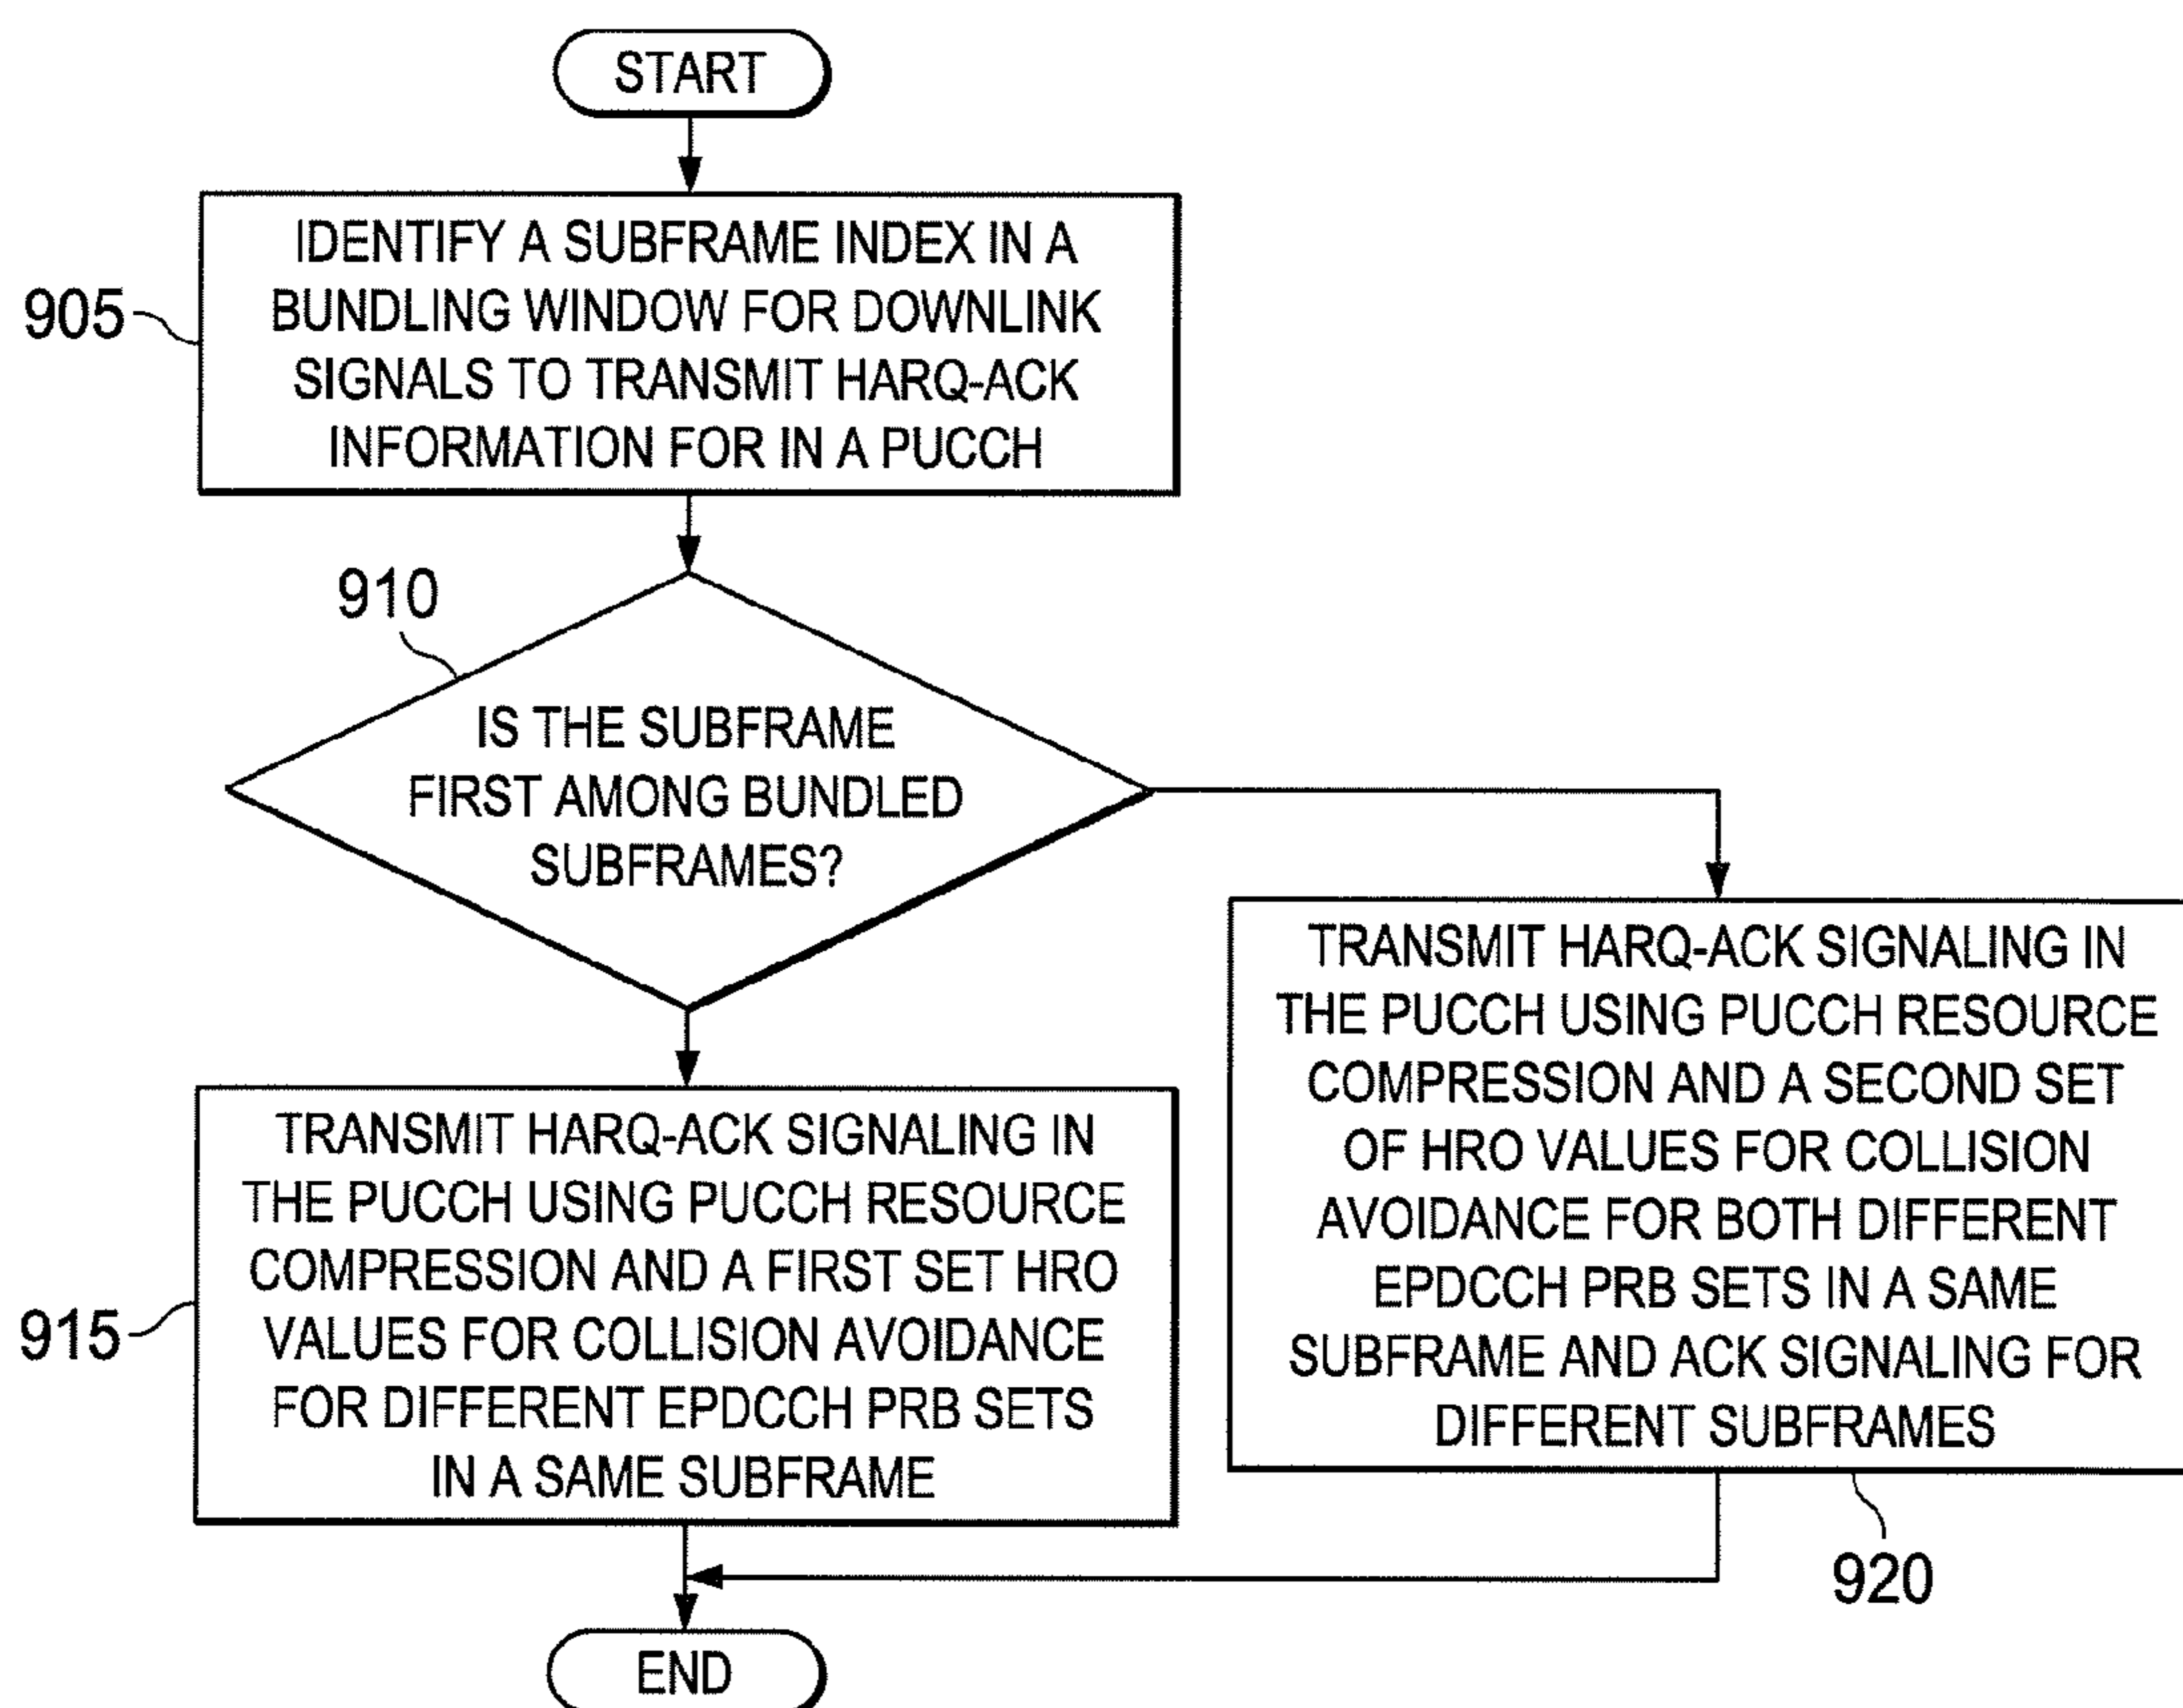 START
905
IDENTIFY A SUBFRAME INDEX IN A
BUNDLING WINDOW FOR DOWNLINK
SIGNALS TO TRANSMIT HARQ-ACK
INFORMATION FOR IN A PUCCH
910
IS THE SUBFRAME
FIRST AMONG BUNDLED
SUBFRAMES?
915
TRANSMIT HARQ-ACK SIGNALING IN
THE PUCCH USING PUCCH RESOURCE
COMPRESSION AND A FIRST SET HRO
VALUES FOR COLLISION AVOIDANCE
FOR DIFFERENT EPDCCH PRB SETS
IN A SAME SUBFRAME
TRANSMIT HARQ-ACK SIGNALING IN
THE PUCCH USING PUCCH RESOURCE
COMPRESSION AND A SECOND SET
OF HRO VALUES FOR COLLISION
AVOIDANCE FOR BOTH DIFFERENT
EPDCCH PRB SETS IN A SAME
SUBFRAME AND ACK SIGNALING FOR
DIFFERENT SUBFRAMES
920
END